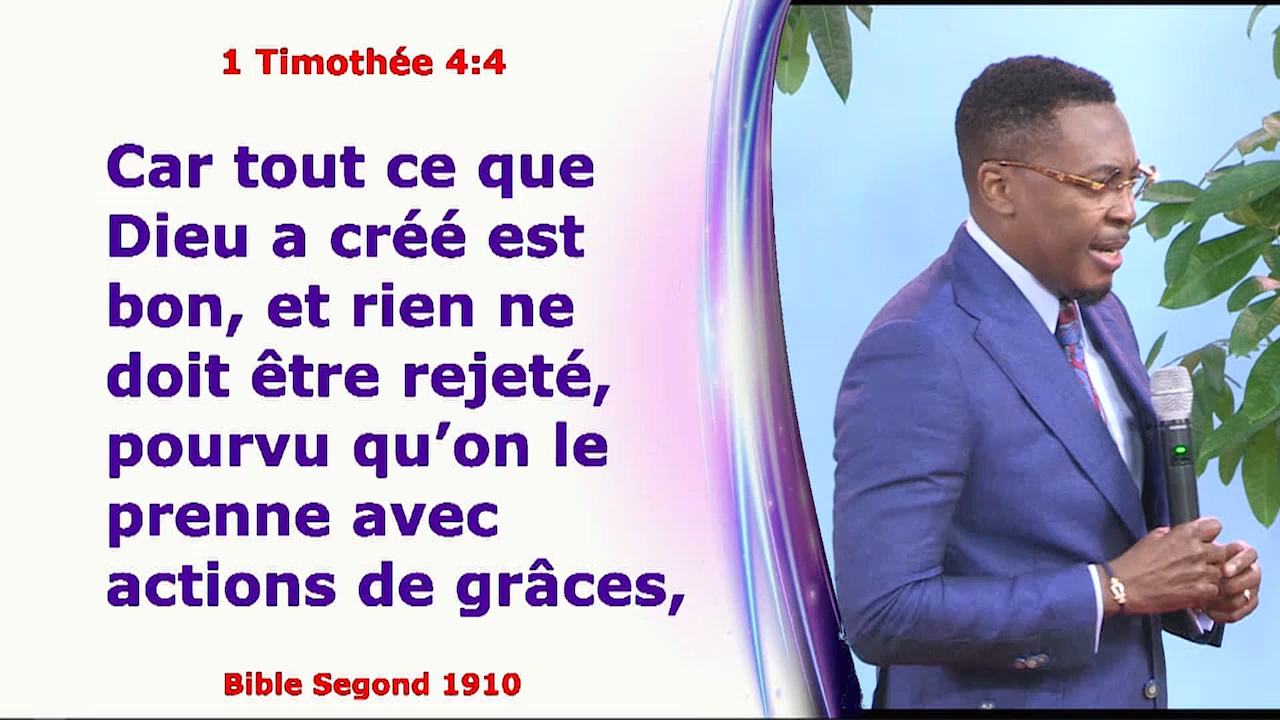 1 Timothée 4:4
Car tout ce que
Dieu a créé est
bon, et rien ne
doit être rejeté,
pourvu qu’on le
prenne avec
actions de grâces,
Bible Segond 1910